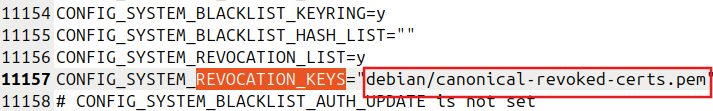 11154 CONFIG_SYSTEM_BLACKLIST_KEYRING=y
11155 CONFIG_SYSTEM_BLACKLIST_HASH_LIST=""
11156 CONFIG_SYSTEM_REVOCATION_LIST=y
11157 CONFIG_SYSTEM_REVOCATION_KEYS="debian/canonical-revoked-certs.pem"
11158 # CONFIG_SYSTEM_BLACKLIST_AUTH_UPDATE is not set